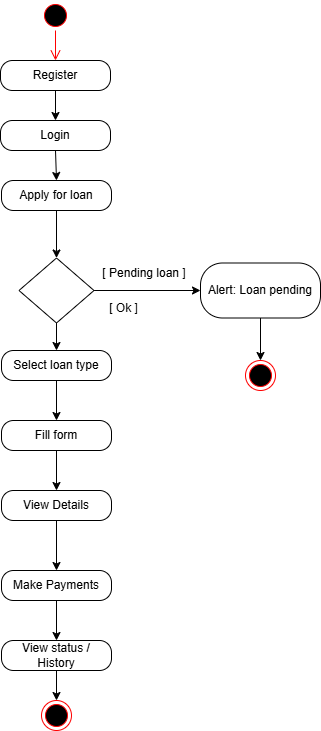 Register
Login
Apply for loan
[ Pending loan ]
Alert: Loan pending
[ Ok ]
Select loan type
Fill form
View Details
Make Payments
View status /
History